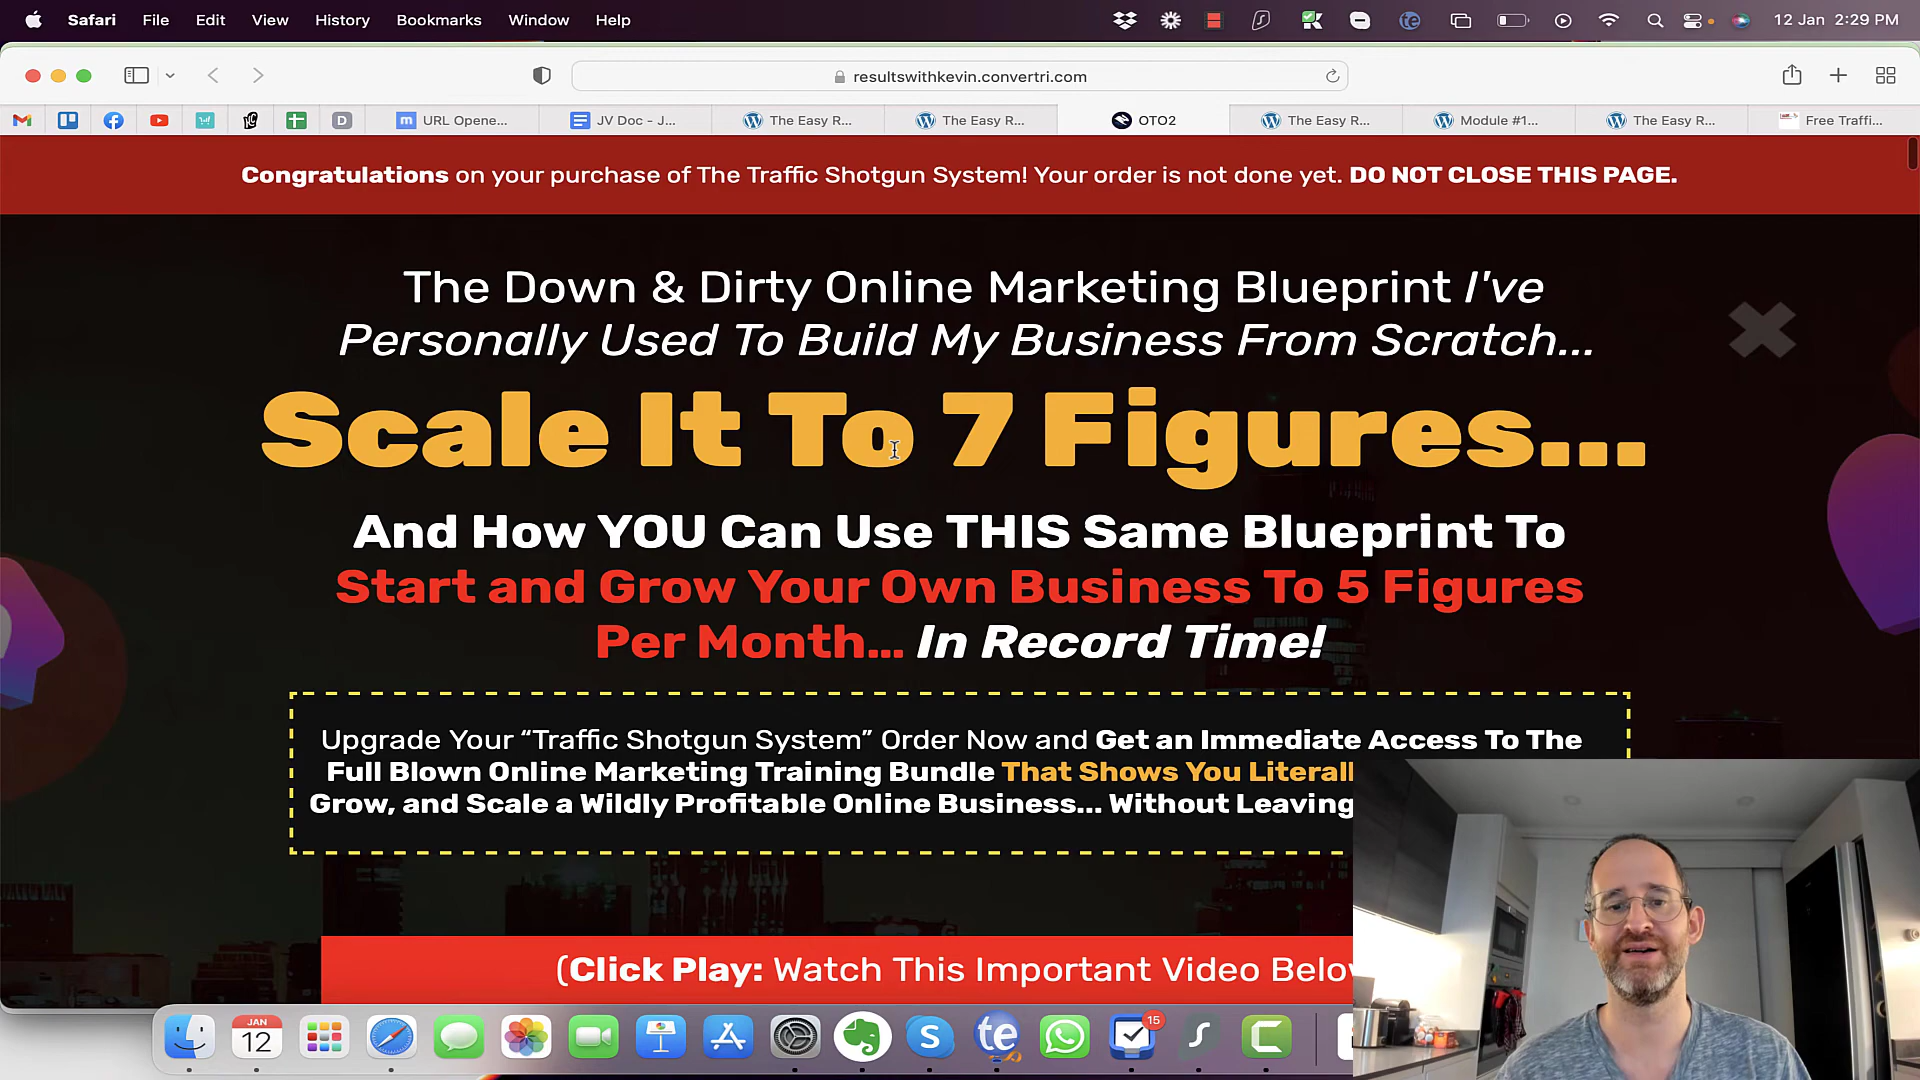 Safari File Edit View History Bookmarks Window Help
12 Jan 2:29 PM
resultswithkevin.convertri.com
URL Opene...
JV Doc - J...
The Easy R...
The Easy R...
OTO2
The Easy R...
Module #1...
The Easy R...
Free Traffi...
Congratulations on your purchase of The Traffic Shotgun System! Your order is not done yet. DO NOT CLOSE THIS PAGE.
The Down & Dirty Online Marketing Blueprint I've
Personally Used To Build My Business From Scratch...
Scale It To 7 Figures...
And How YOU Can Use THIS Same Blueprint To
Start and Grow Your Own Business To 5 Figures
Per Month... In Record Time!
Upgrade Your “Traffic Shotgun System” Order Now and Get an Immediate Access To The
Full Blown Online Marketing Training Bundle That Shows You
Grow, and Scale a Wildly Profitable Online Business... Without Leaving
(Click Play: Watch This Important Video
JAN
12
15